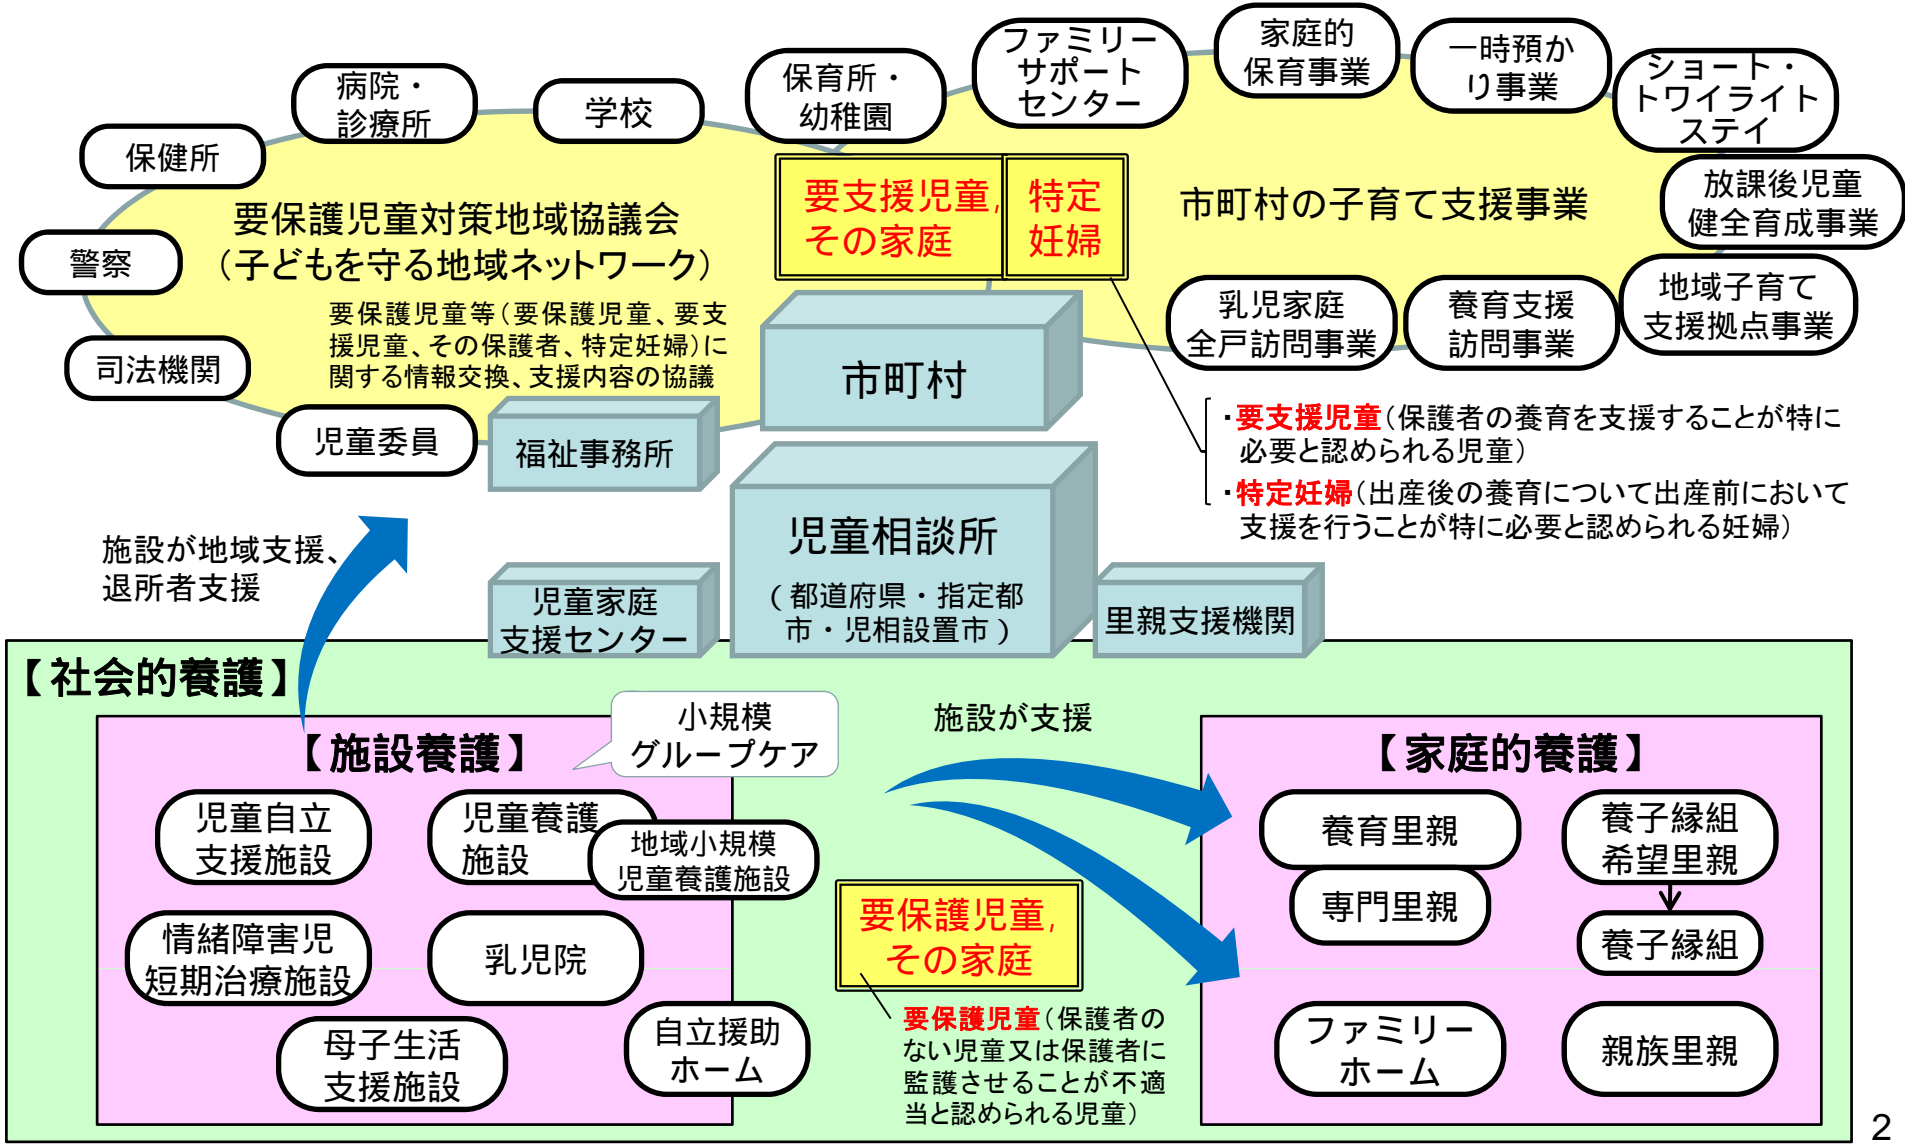 病院・
診療所
学校
保育所・
幼稚園
ファミリー
サポート
センター
家庭的
保育事業
一時預か
り事業
ショート・
トワイライト
ステイ
保健所
放課後児童
健全育成事業
警察
地域子育て
支援拠点事業
司法機関
乳児家庭
全戸訪問事業
養育支援
訪問事業
児童委員
要保護児童対策地域協議会
（子どもを守る地域ネットワーク）
要保護児童等（要保護児童、要支
援児童、その保護者、特定妊婦）に
関する情報交換、支援内容の協議
要支援児童,
その家庭
特定
妊婦
市町村の子育て支援事業
市町村
福祉事務所
・要支援児童（保護者の養育を支援することが特に
必要と認められる児童）
・特定妊婦（出産後の養育について出産前において
支援を行うことが特に必要と認められる妊婦）
児童相談所
（都道府県・指定都
市・児相設置市）
施設が地域支援、
退所者支援
児童家庭
支援センター
里親支援機関
【社会的養護】
【施設養護】
小規模
グループケア
施設が支援
【家庭的養護】
児童自立
支援施設
児童養護
施設
地域小規模
児童養護施設
情緒障害児
短期治療施設
乳児院
母子生活
支援施設
自立援助
ホーム
要保護児童,
その家庭
要保護児童（保護者の
ない児童又は保護者に
監護させることが不適
当と認められる児童）
養育里親
専門里親
養子縁組
希望里親
養子縁組
ファミリー
ホーム
親族里親
2